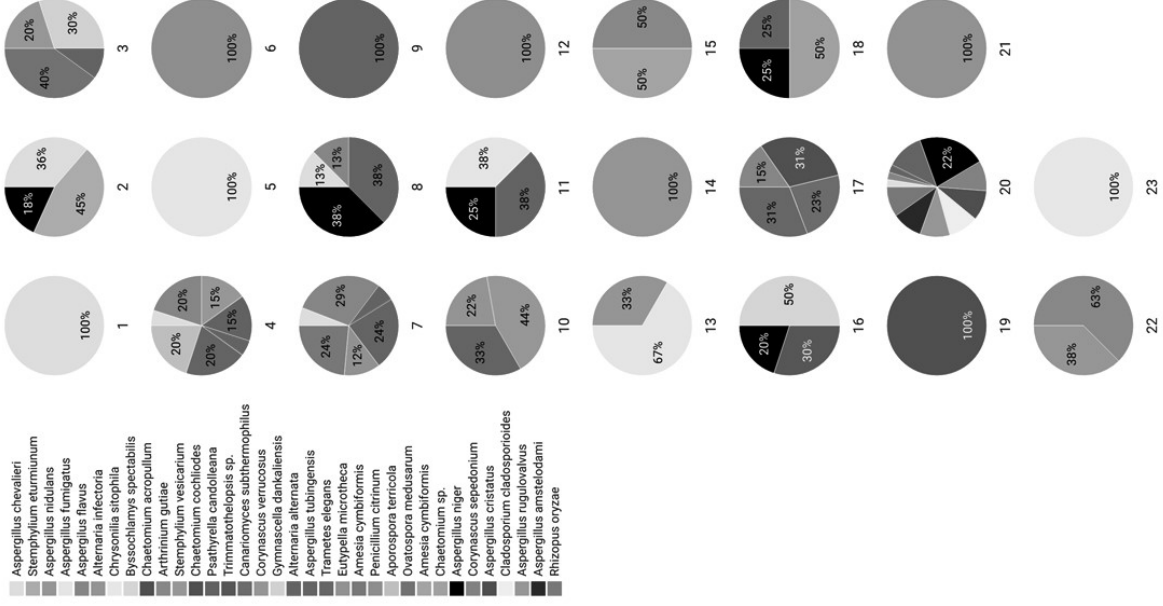 Aspergillus chevalieri
Stemphylium eturmiunum
Aspergillus nidulans
Aspergillus fumigatus
Aspergilus flavus
Alternaria infectoria
Chrysonilia sitophila
Byssochlamys spectabilis
Chaetomium acropullum
Arthrinium gutiae
Stemphylium vesicarium
Chaetomium cochliodes
Psathyrella candolleana
Trimmatothelopsis sp.
Canariomyces subthermophilus
Corynascus verrucosus
Gymnascella dankaliensis
Alternaria alternata
Aspergillus tubingensis
Trametes elegans
Eutypella microtheca
Amesia cymbiformis
Penicillium citrinum
Aporospora terricola
Ovatospora medusarum
Amesia cymbiformis
Chaetomium sp.
Aspergillus niger
Corynascus sepedonium
Aspergillus cristatus
Cladosporium cladosporioides
Aspergillus rugulovalvus
Aspergillus amstelodami
Rhizopus oryzae
100%
1
18%
36%
45%
2
20%
40%
30%
3
20%
20%
20%
15%
15%
4
100%
5
100%
6
24%
29%
12%
24%
7
13%
38%
13%
38%
8
100%
9
22%
33%
44%
10
25%
38%
38%
11
100%
12
33%
67%
13
100%
14
50%
50%
15
20%
50%
30%
16
15%
31%
31%
23%
17
25%
25%
50%
18
100%
19
22%
20
100%
21
38%
63%
22
100%
23